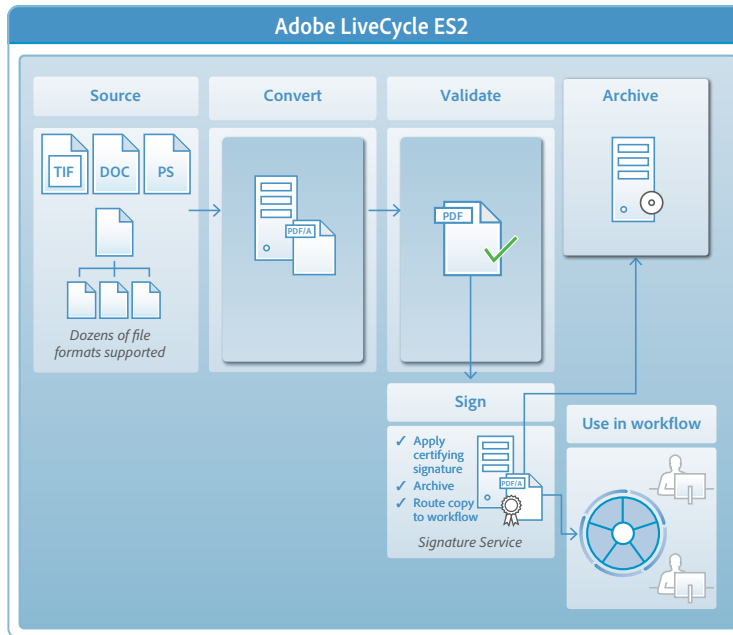 Adobe LiveCycle ES2
Source
Convert
Validate
Archive
TIF
DOC
PS
PDF/A
PDF
Dozens of file
formats supported
Sign
✓ Apply
certifying
signature
✓ Archive
✓ Route copy
to workflow
PDF/A
Signature Service
Use in workflow